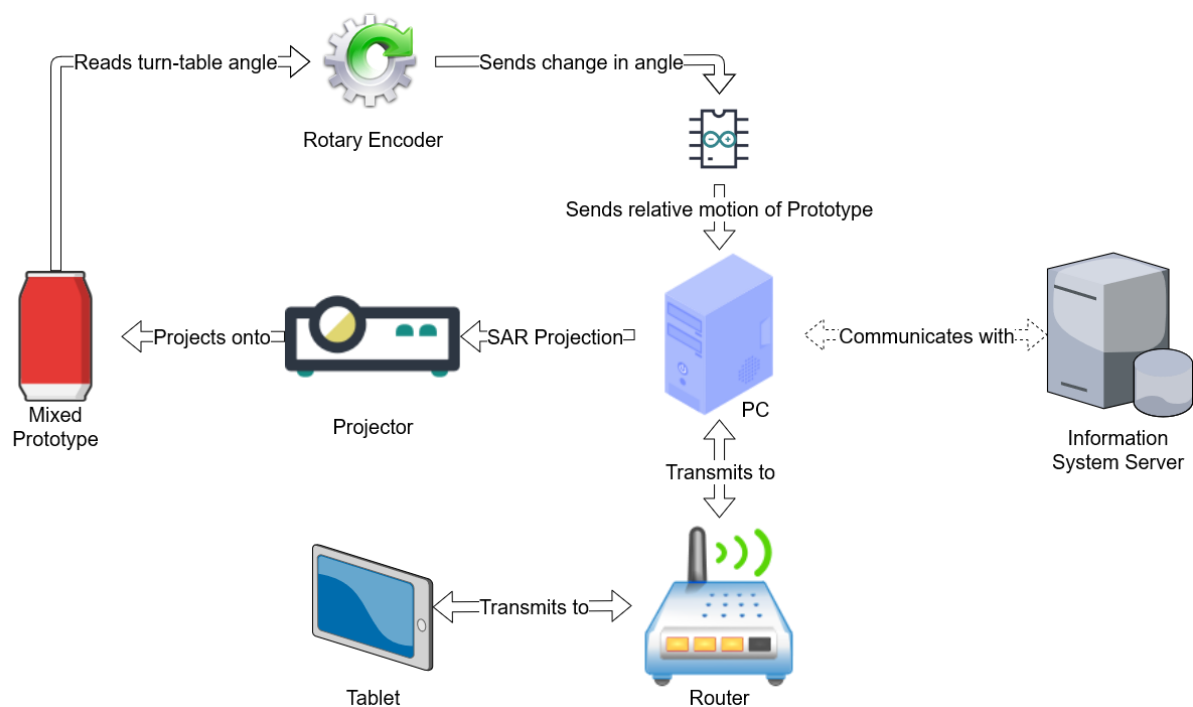 Reads turn-table angle
Sends change in angle
Rotary Encoder
Sends relative motion of Prototype
Projects onto
SAR Projection
Communicates with
Mixed
Prototype
Projector
PC
Information
System Server
Transmits to
Transmits to
Tablet
Router